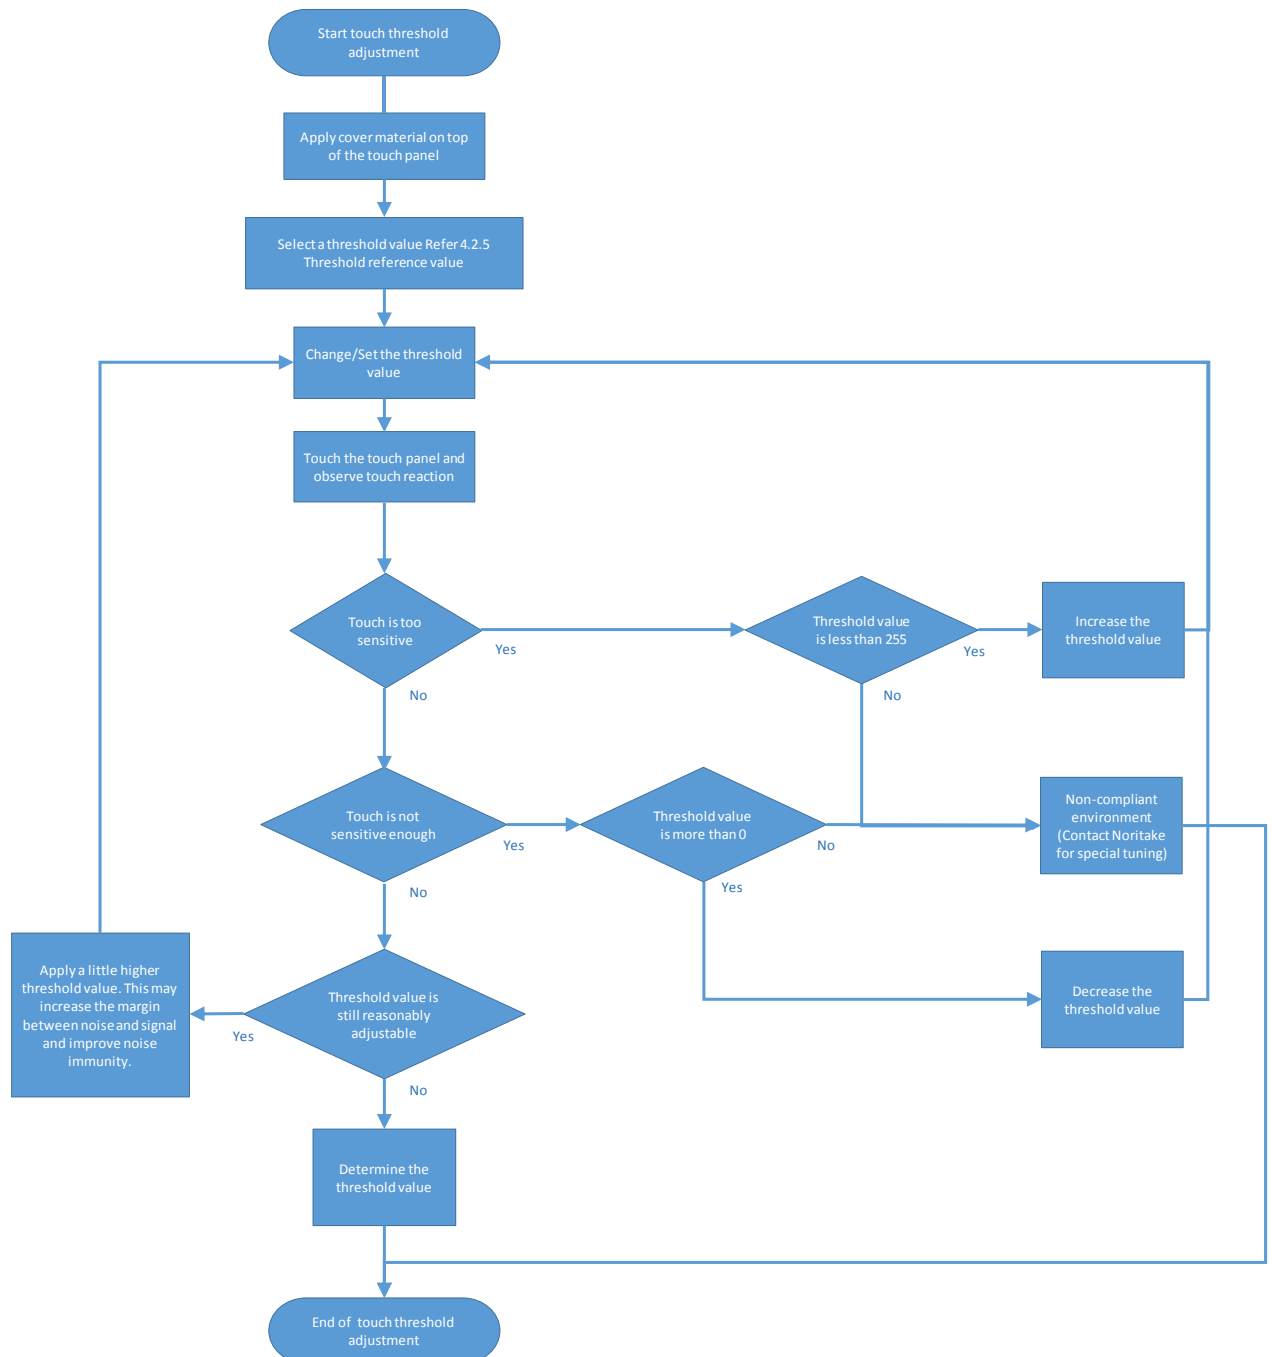 Start touch threshold
adjustment
Apply cover material on top
of the touch panel
Select a threshold value Refer 4.2.5
Threshold reference value
Change/Set the threshold
value
Touch the touch panel and
observe touch reaction
Touch is too
sensitive
Yes
No
Threshold value
is less than 255
Yes
No
Increase the
threshold value
Touch is not
sensitive enough
Yes
No
Threshold value
is more than 0
No
Yes
Non-compliant
environment
(Contact Noritake
for special tuning)
Decrease the
threshold value
Threshold value is
still reasonably
adjustable
Yes
No
Apply a little higher
threshold value. This may
increase the margin
between noise and signal
and improve noise
immunity.
Determine the
threshold value
End of touch threshold
adjustment